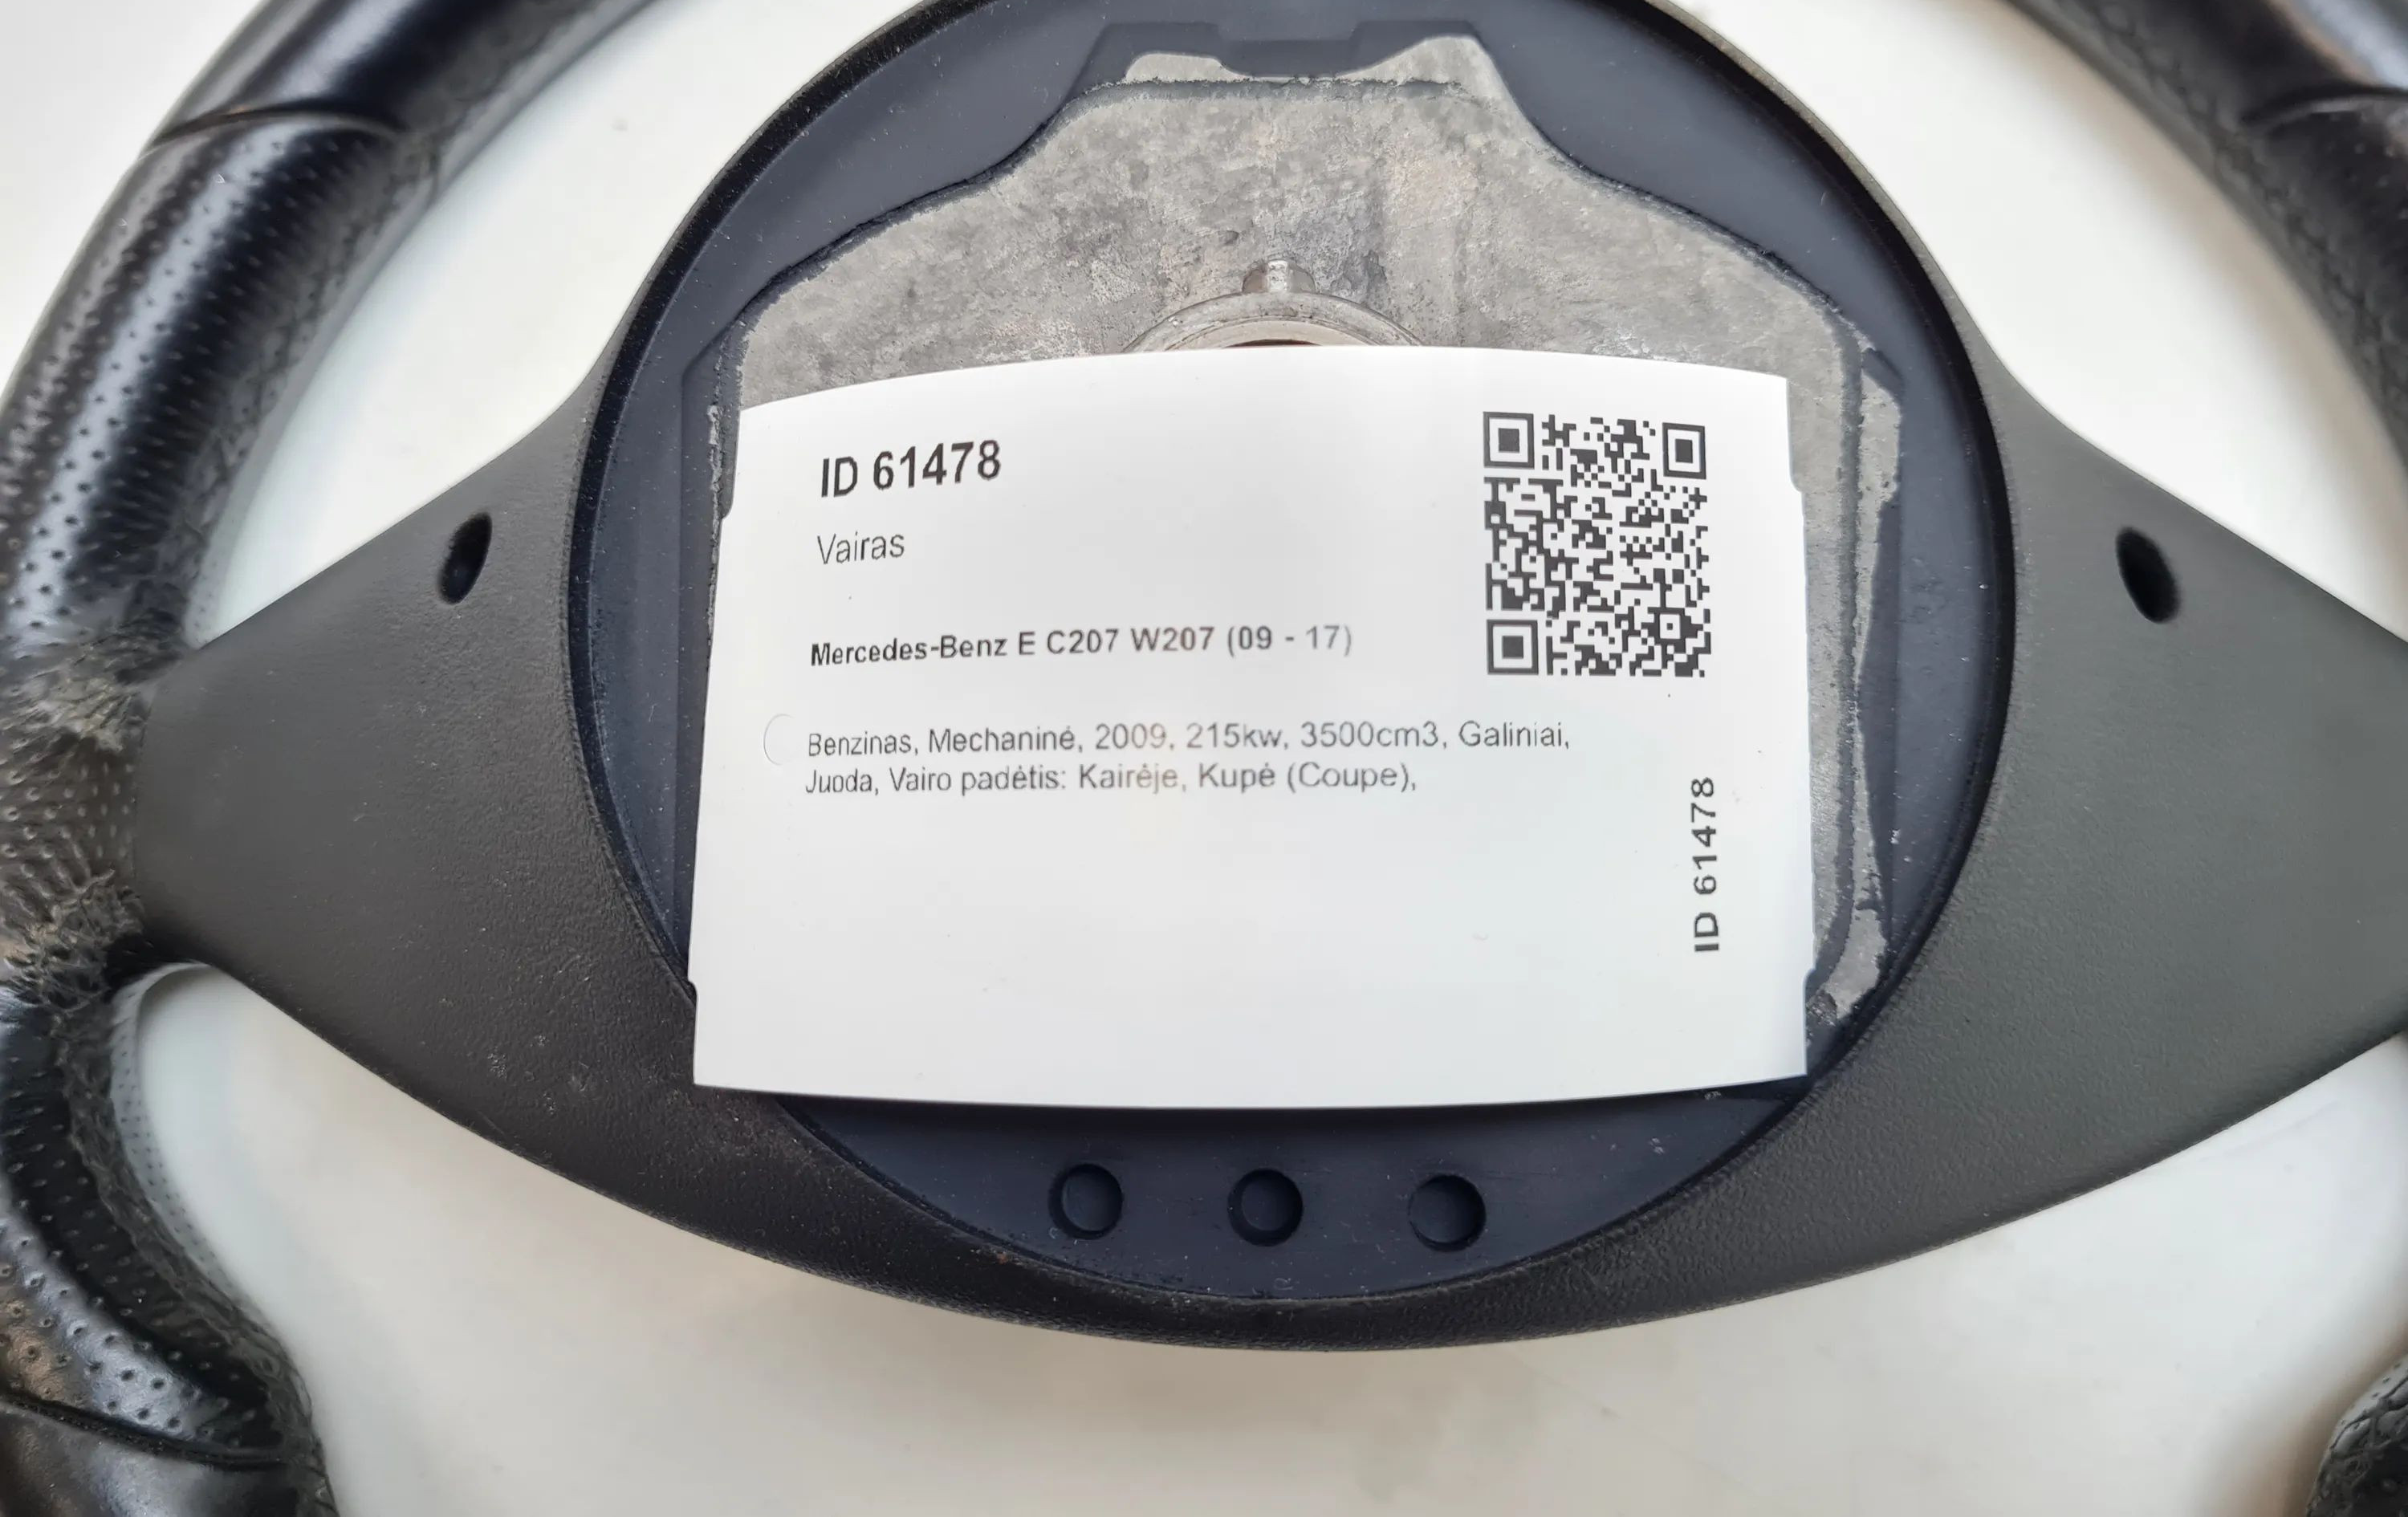 ID 61478
Vairas
Mercedes-Benz E C207 W207 (09 - 17)
Benzinas, Mechaninė, 2009, 215kw, 3500cm3, Galiniai,
Juoda, Vairo padėtis: Kairėje, Kupė (Coupe),
ID 61478